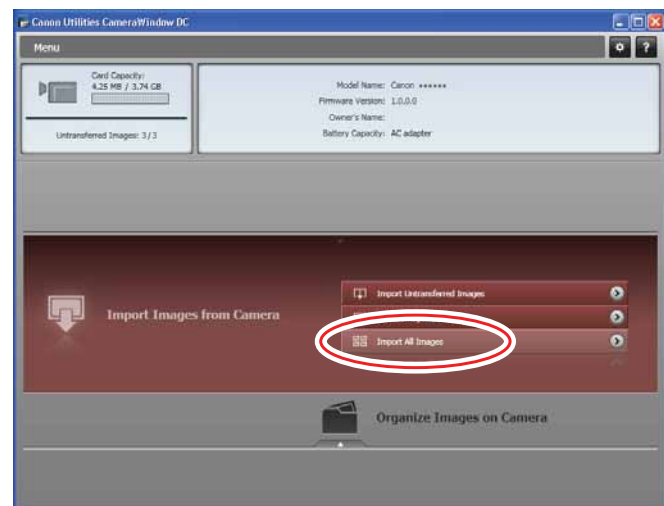 Canon Utilities CameraWindow DC
Menu
?
Card Capacity:
4.25 MB / 3.74 GB
Untransferred Images: 3/3
Model Name: Canon ******
Firmware Version: 1.0.0.0
Owner's Name:
Battery Capacity: AC adapter
Import Images from Camera
Import Untransferred Images
Import All Images
Organize Images on Camera